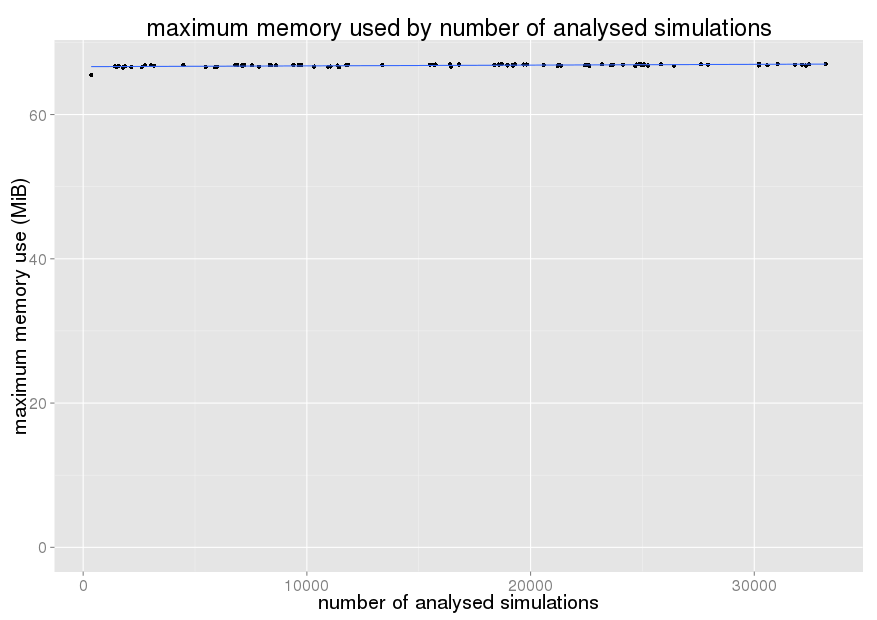 maximum memory used by number of analysed simulations
maximum memory use (MiB)
60
40
20
0
0 10000 20000 30000
number of analysed simulations